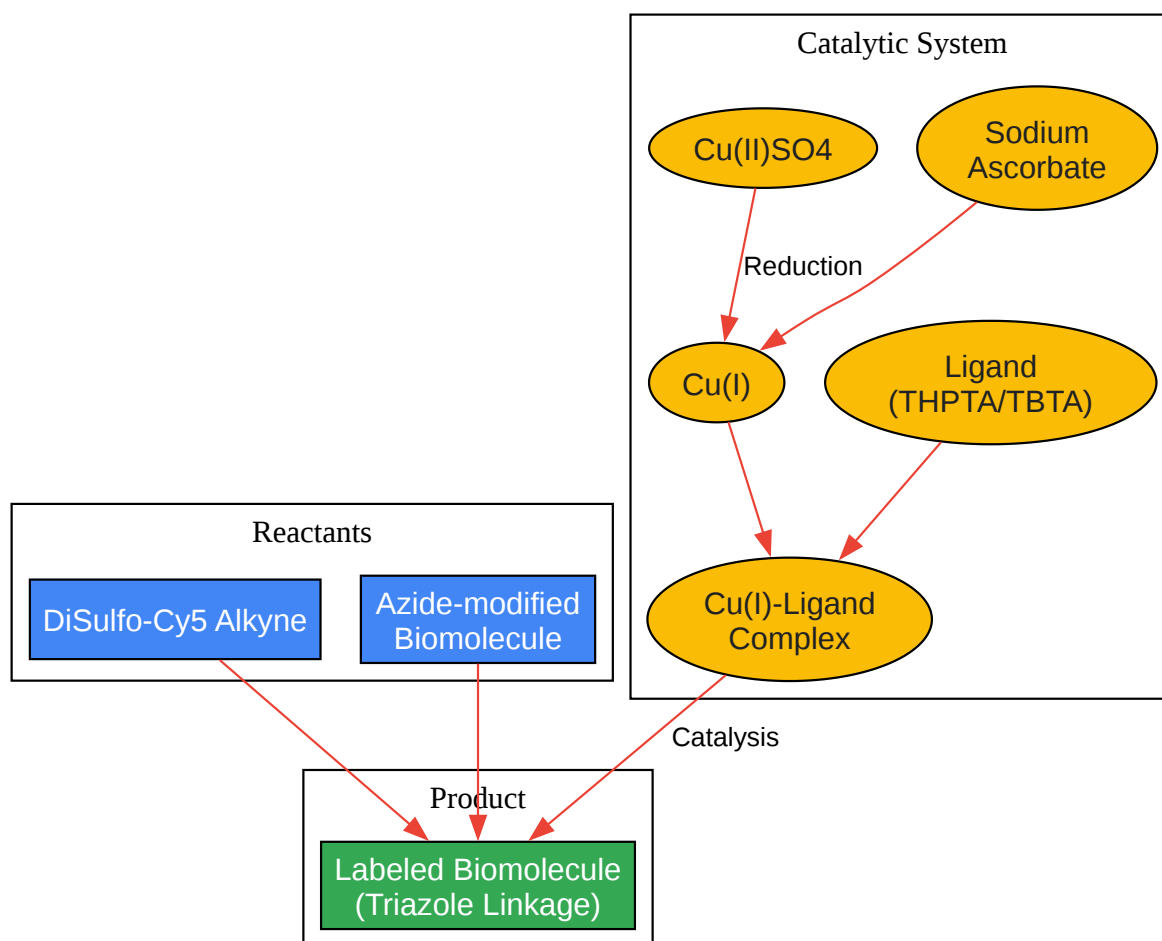 Catalytic System
Cu(II)SO4
Sodium
Ascorbate
Reduction
Cu(I)
Ligand
(THPTA/TBTA)
Cu(I)-Ligand
Complex
Reactants
DiSulfo-Cy5 Alkyne
Azide-modified
Biomolecule
Catalysis
Product
Labeled Biomolecule
(Triazole Linkage)